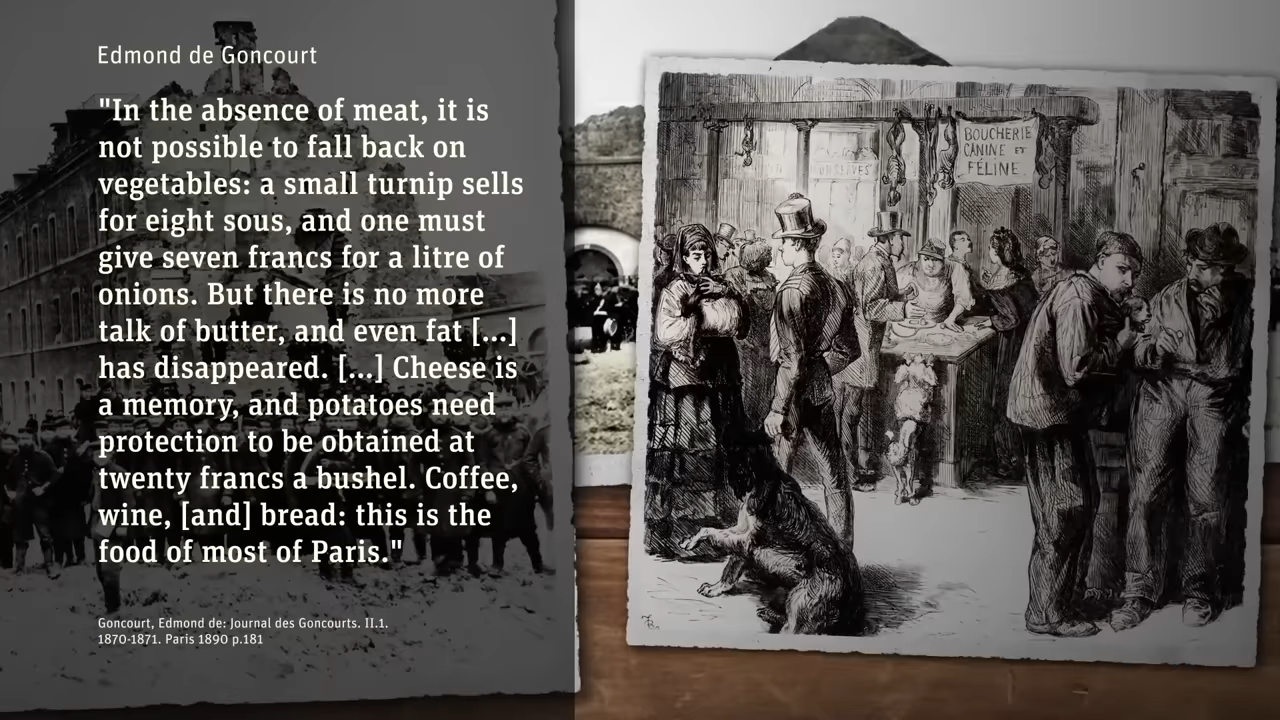 Edmond de Goncourt
"In the absence of meat, it is
not possible to fall back on
vegetables: a small turnip sells
for eight sous, and one must
give seven francs for a litre of
onions. But there is no more
talk of butter, and even fat [...]
has disappeared. [...] Cheese is
a memory, and potatoes need
protection to be obtained at
twenty francs a bushel. Coffee,
wine, [and] bread: this is the
food of most of Paris."
Goncourt, Edmond de: Journal des Goncourts. II.1.
1870-1871. Paris 1890 p.181
BOUCHERIE
CANINE ET
FÉLINE